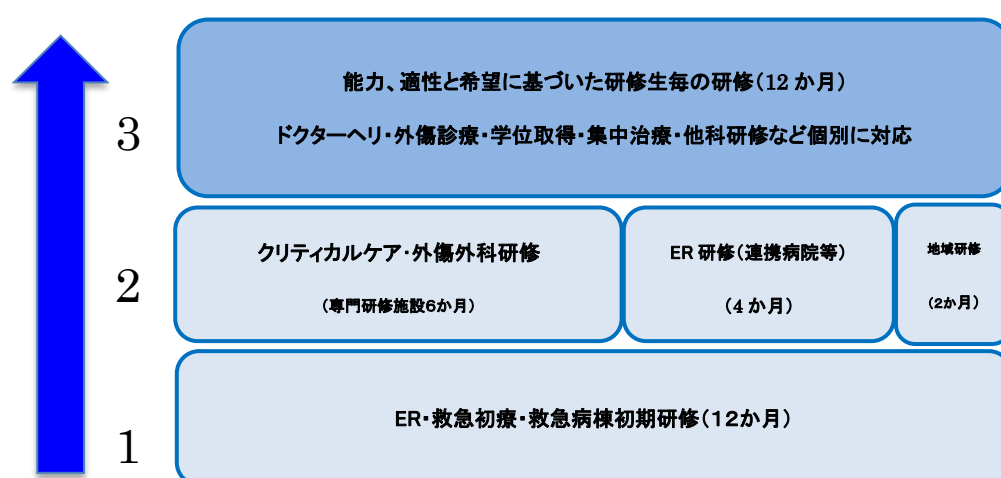 3
能力、適性と希望に基づいた研修生毎の研修(12か月)
ドクターヘリ・外傷診療・学位取得・集中治療・他科研修など個別に対応
2
クリティカルケア・外傷外科研修
(専門研修施設6か月)
ER研修(連携病院等)
(4か月)
地域研修
(2か月)
1
ER・救急初療・救急病棟初期研修(12か月)